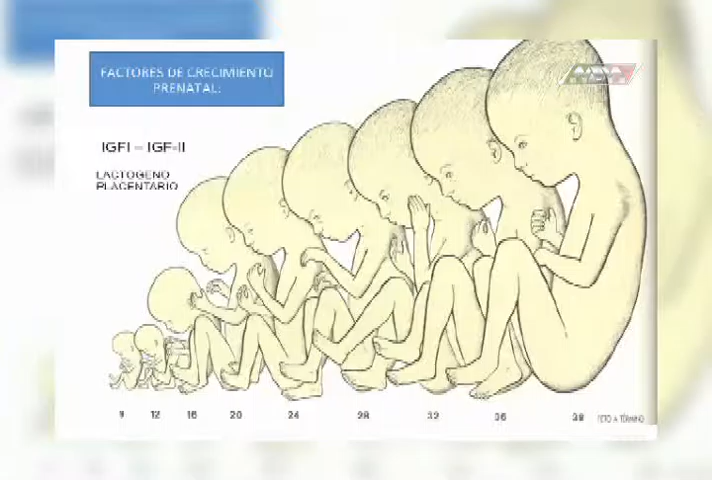 FACTORES DE CRECIMIENTO
PRENATAL:
IGFI – IGF-II
LACTOGENO
PLACENTARIO
9 12 16 20 24 28 32 36 38 FETO A TÉRMINO